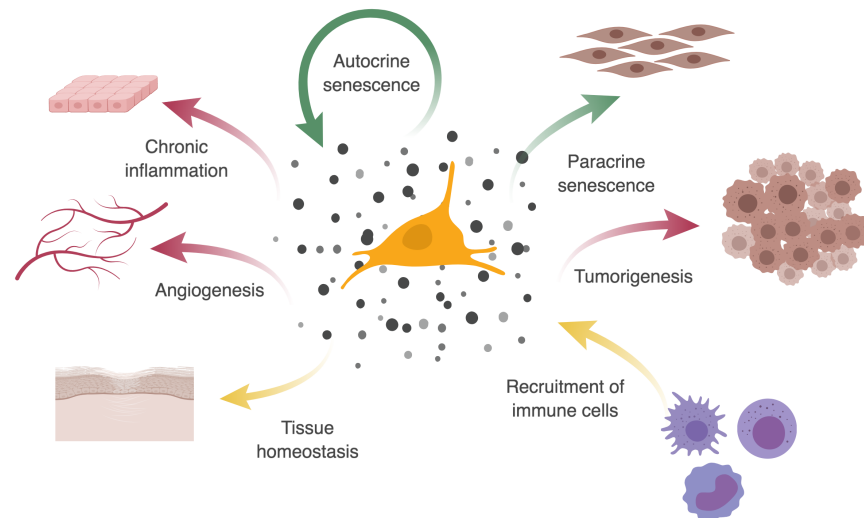 Autocrine
senescence
Chronic
inflammation
Paracrine
senescence
Angiogenesis
Tumorigenesis
Recruitment of
immune cells
Tissue
homeostasis